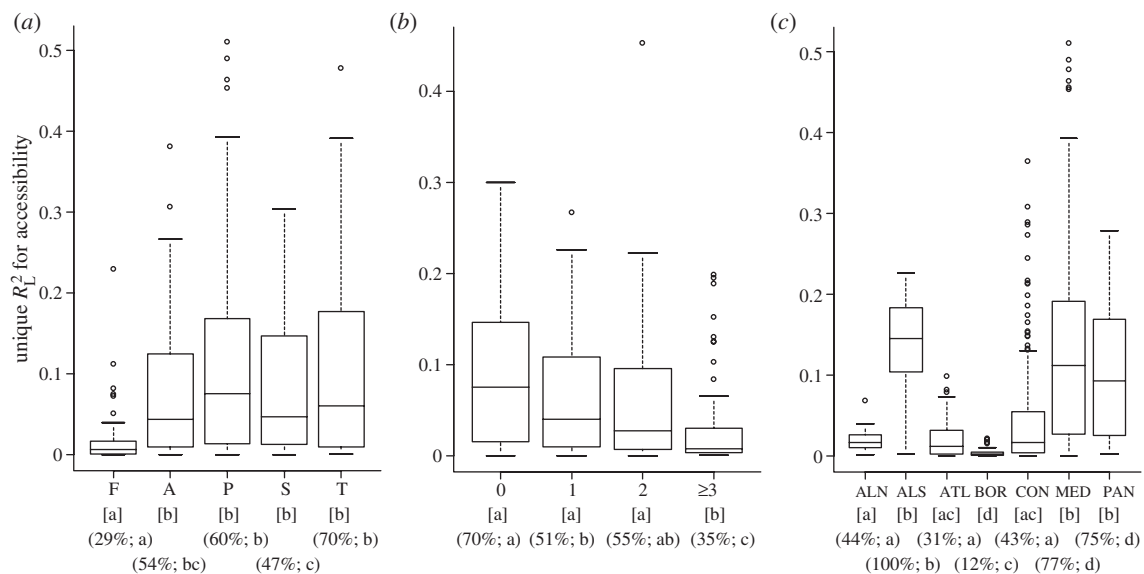 (a) (b) (c)
unique R_L^2 for accessibility
0.5
0.4
0.3
0.2
0.1
0
F A P S T
[a] [b] [b] [b] [b]
(29%; a) (60%; b) (70%; b)
(54%; bc) (47%; c)
0.4
0.3
0.2
0.1
0
0 1 2 ≥3
[a] [a] [a] [b]
(70%; a) (51%; b) (55%; ab) (35%; c)
0.5
0.4
0.3
0.2
0.1
0
ALN ALS ATL BOR CON MED PAN
[a] [b] [ac] [d] [ac] [b] [b]
(44%; a) (31%; a) (43%; a) (75%; d)
(100%; b) (12%; c) (77%; d)